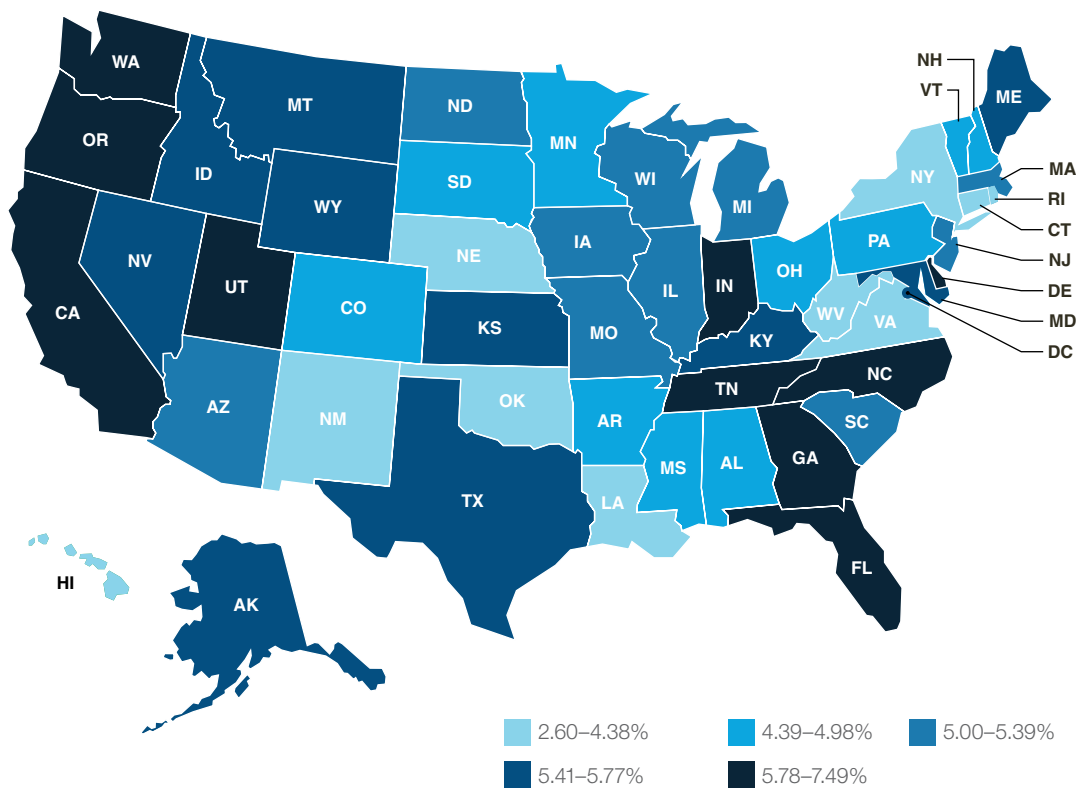 NH
VT
ME
WA
MT
ND
MN
OR
ID
WY
SD
WI
MI
NY
MA
RI
CT
NJ
DE
MD
DC
NV
UT
CO
NE
IA
IL
IN
OH
PA
CA
KS
MO
KY
WV
VA
AZ
NM
OK
AR
TN
NC
SC
TX
LA
MS
AL
GA
FL
HI
AK
2.60–4.38%
4.39–4.98%
5.00–5.39%
5.41–5.77%
5.78–7.49%